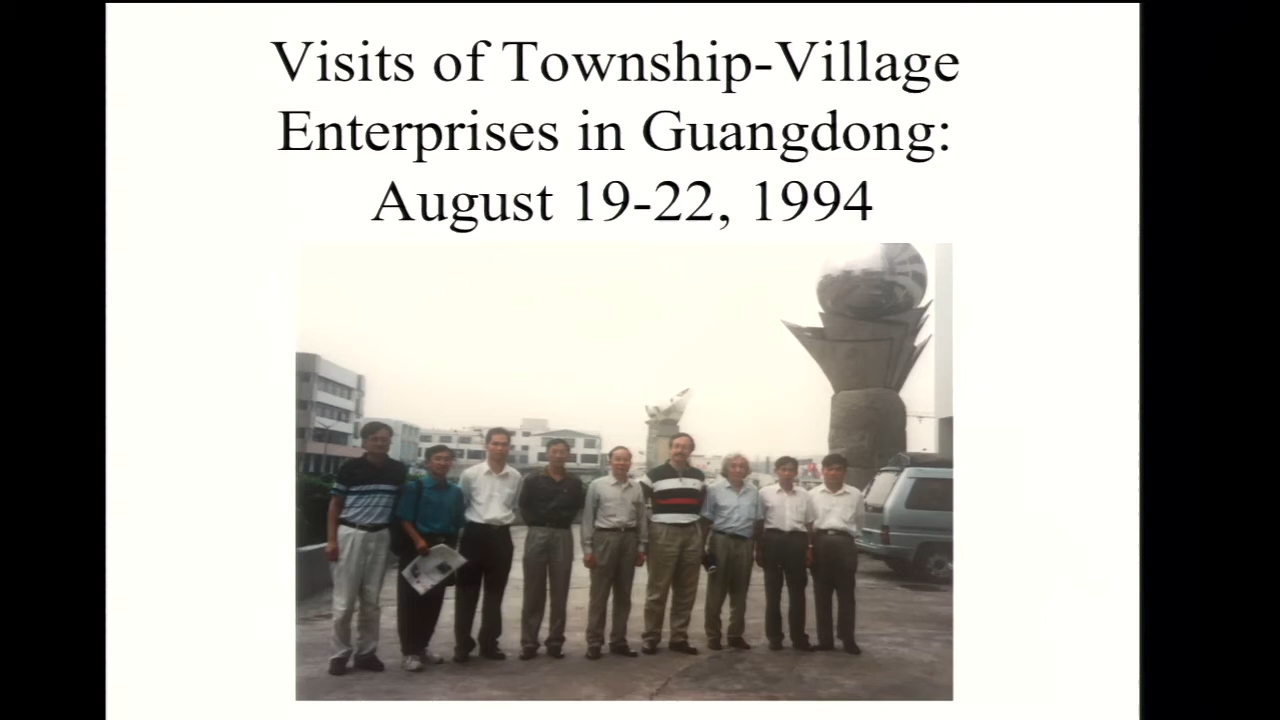 Visits of Township-Village
Enterprises in Guangdong:
August 19-22, 1994